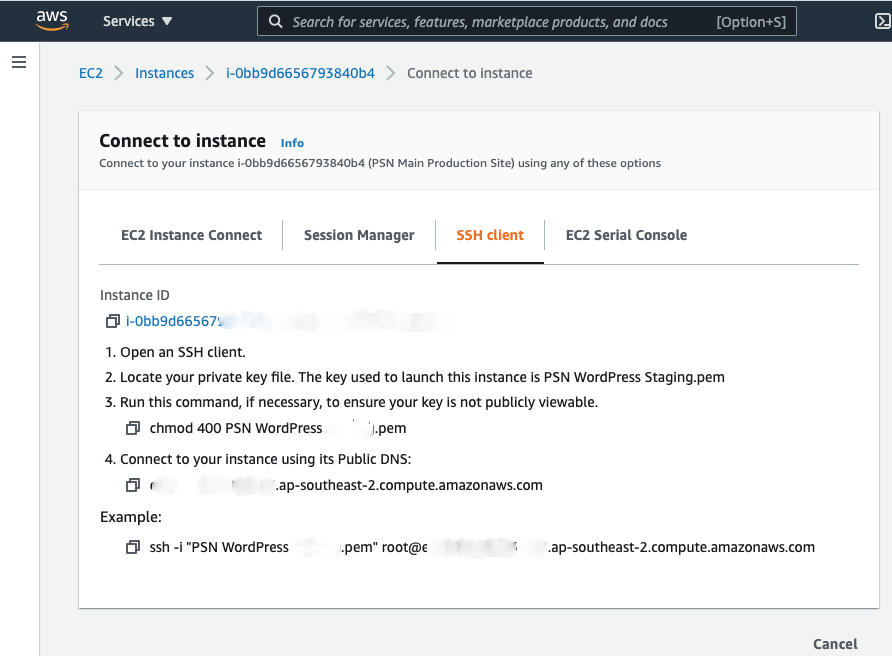 aws Services Search for services, features, marketplace products, and docs [Option+S]
EC2 Instances i-0bb9d6656793840b4 Connect to instance
Connect to instance Info
Connect to your instance i-0bb9d6656793840b4 (PSN Main Production Site) using any of these options
EC2 Instance Connect Session Manager SSH client EC2 Serial Console
Instance ID
i-0bb9d66567
1. Open an SSH client.
2. Locate your private key file. The key used to launch this instance is PSN WordPress Staging.pem
3. Run this command, if necessary, to ensure your key is not publicly viewable.
chmod 400 PSN WordPress .pem
4. Connect to your instance using its Public DNS:
.ap-southeast-2.compute.amazonaws.com
Example:
ssh -i "PSN WordPress .pem" root@e .ap-southeast-2.compute.amazonaws.com
Cancel